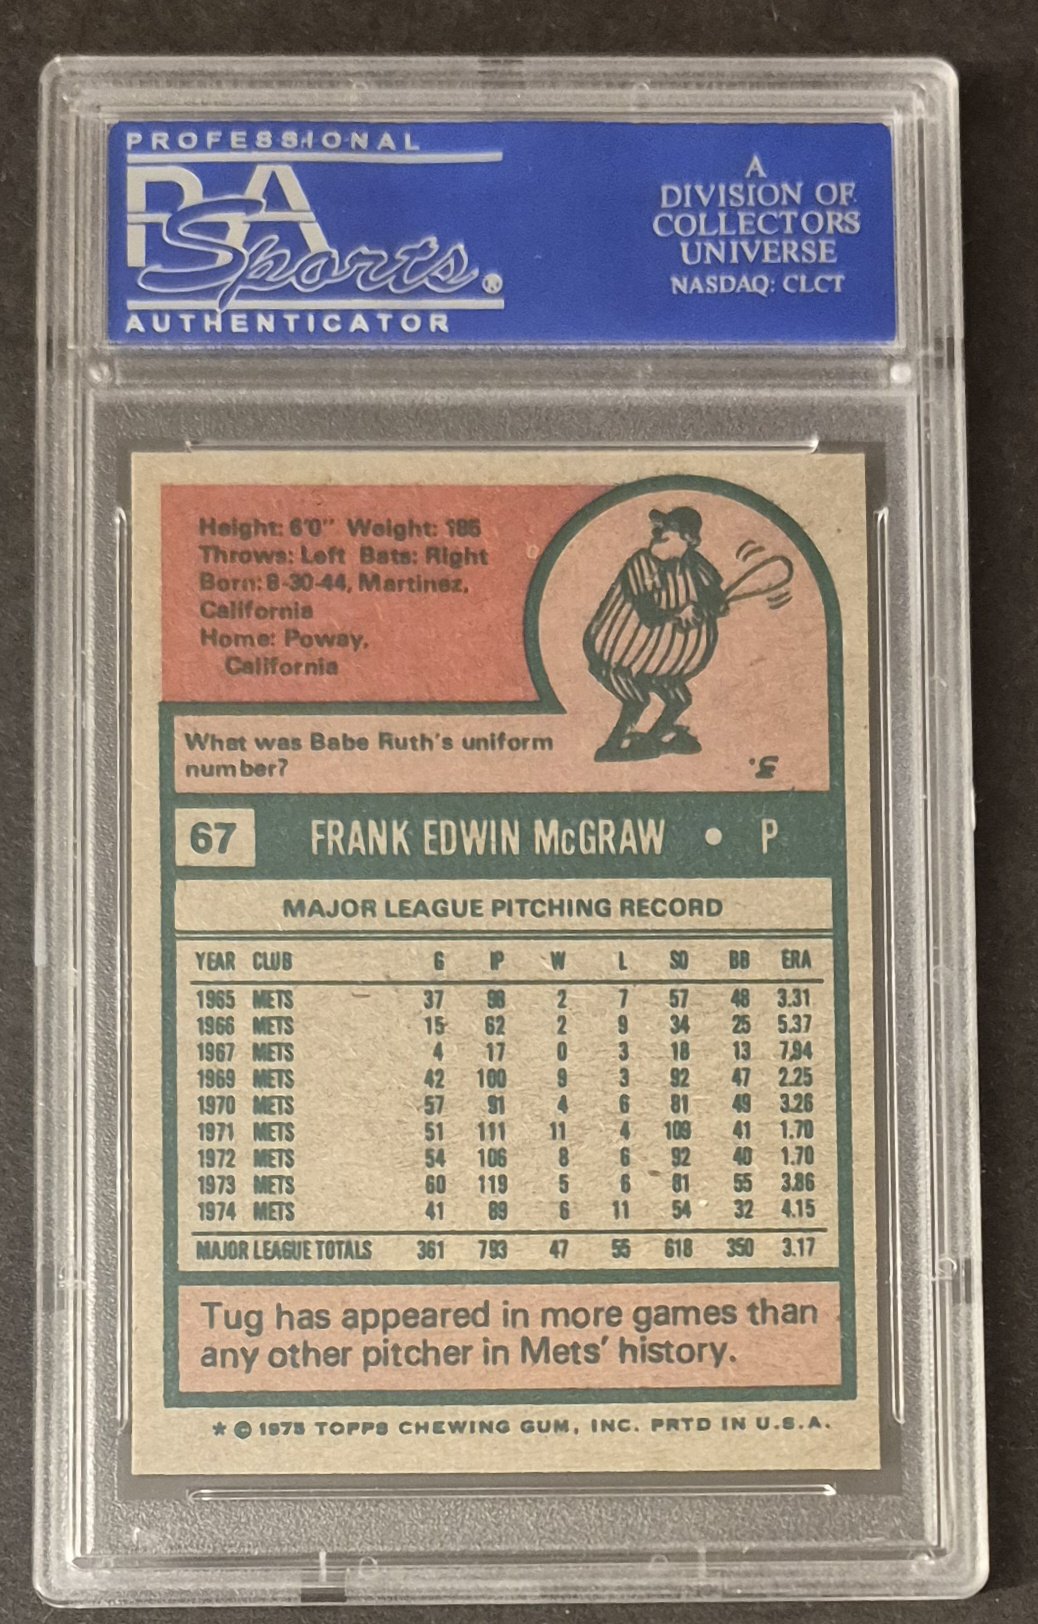 PROFESSIONAL
PSA
Sports®
AUTHENTICATOR
A
DIVISION OF
COLLECTORS
UNIVERSE
NASDAQ: CLCT
Height: 6'0" Weight: 185
Throws: Left Bats: Right
Born: 8-30-44, Martinez,
California
Home: Poway,
California
What was Babe Ruth's uniform
number?
3.
67 FRANK EDWIN McGRAW • P
MAJOR LEAGUE PITCHING RECORD
YEAR CLUB G IP W L SO BB ERA
1965 METS 37 98 2 7 57 48 3.31
1966 METS 15 62 2 9 34 25 5.37
1967 METS 4 17 0 3 18 13 7.94
1969 METS 42 100 9 3 92 47 2.25
1970 METS 57 91 4 6 81 49 3.26
1971 METS 51 111 11 4 109 41 1.70
1972 METS 54 106 8 6 92 40 1.70
1973 METS 60 119 5 6 81 55 3.86
1974 METS 41 89 6 11 54 32 4.15
MAJOR LEAGUE TOTALS 361 793 47 55 618 350 3.17
Tug has appeared in more games than
any other pitcher in Mets' history.
* © 1975 TOPPS CHEWING GUM, INC. PRTD IN U.S.A.